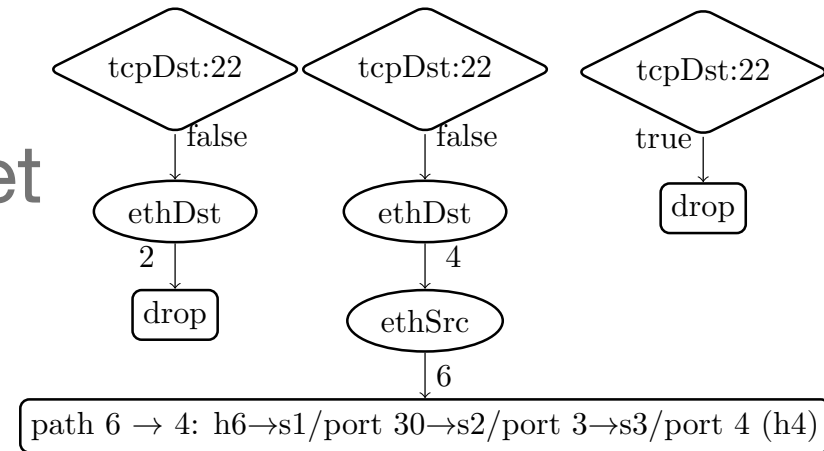 tcpDst:22
false
ethDst
2
drop
tcpDst:22
false
ethDst
4
ethSrc
6
path 6 → 4: h6→s1/port 30→s2/port 3→s3/port 4 (h4)
tcpDst:22
true
drop
et